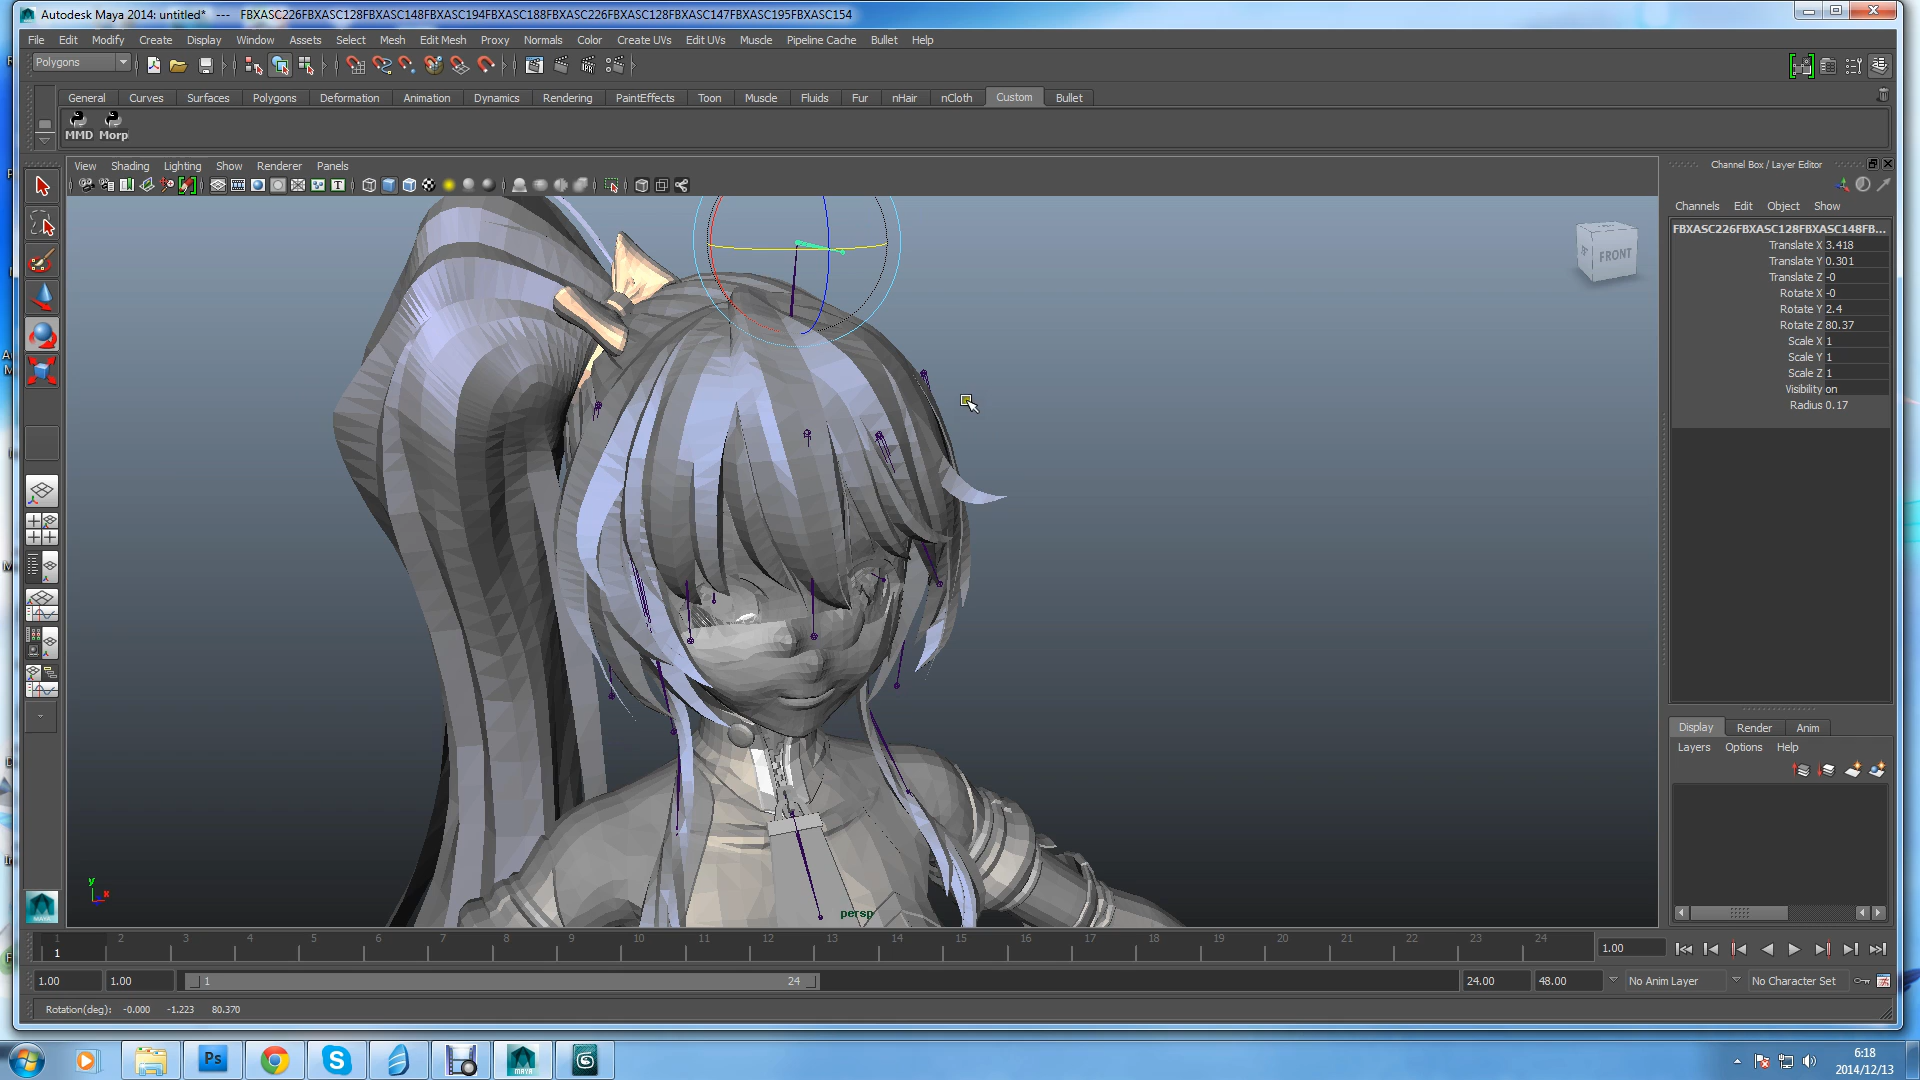 Autodesk Maya 2014: untitled* --- FBXASC226FBXASC128FBXASC148FBXASC194FBXASC188FBXASC226FBXASC128FBXASC147FBXASC195FBXASC154
File Edit Modify Create Display Window Assets Select Mesh Edit Mesh Proxy Normals Color Create UVs Edit UVs Muscle Pipeline Cache Bullet Help
Polygons
General Curves Surfaces Polygons Deformation Animation Dynamics Rendering PaintEffects Toon Muscle Fluids Fur nHair nCloth Custom Bullet
MMD Morp
View Shading Lighting Show Renderer Panels
Channel Box / Layer Editor
Channels Edit Object Show
FBXASC226FBXASC128FBXASC148FB...
Translate X 3.418
Translate Y 0.301
Translate Z -0
Rotate X -0
Rotate Y 2.4
Rotate Z 80.37
Scale X 1
Scale Y 1
Scale Z 1
Visibility on
Radius 0.17
FRONT
Display Render Anim
Layers Options Help
y
x
persp
MAYA
1 2 3 4 5 6 7 8 9 10 11 12 13 14 15 16 17 18 19 20 21 22 23 24
1
1.00
1.00 1.00 1 24 24.00 48.00 No Anim Layer No Character Set
Rotation(deg): -0.000 -1.223 80.370
Ps
S
MAYA
6:18
2014/12/13